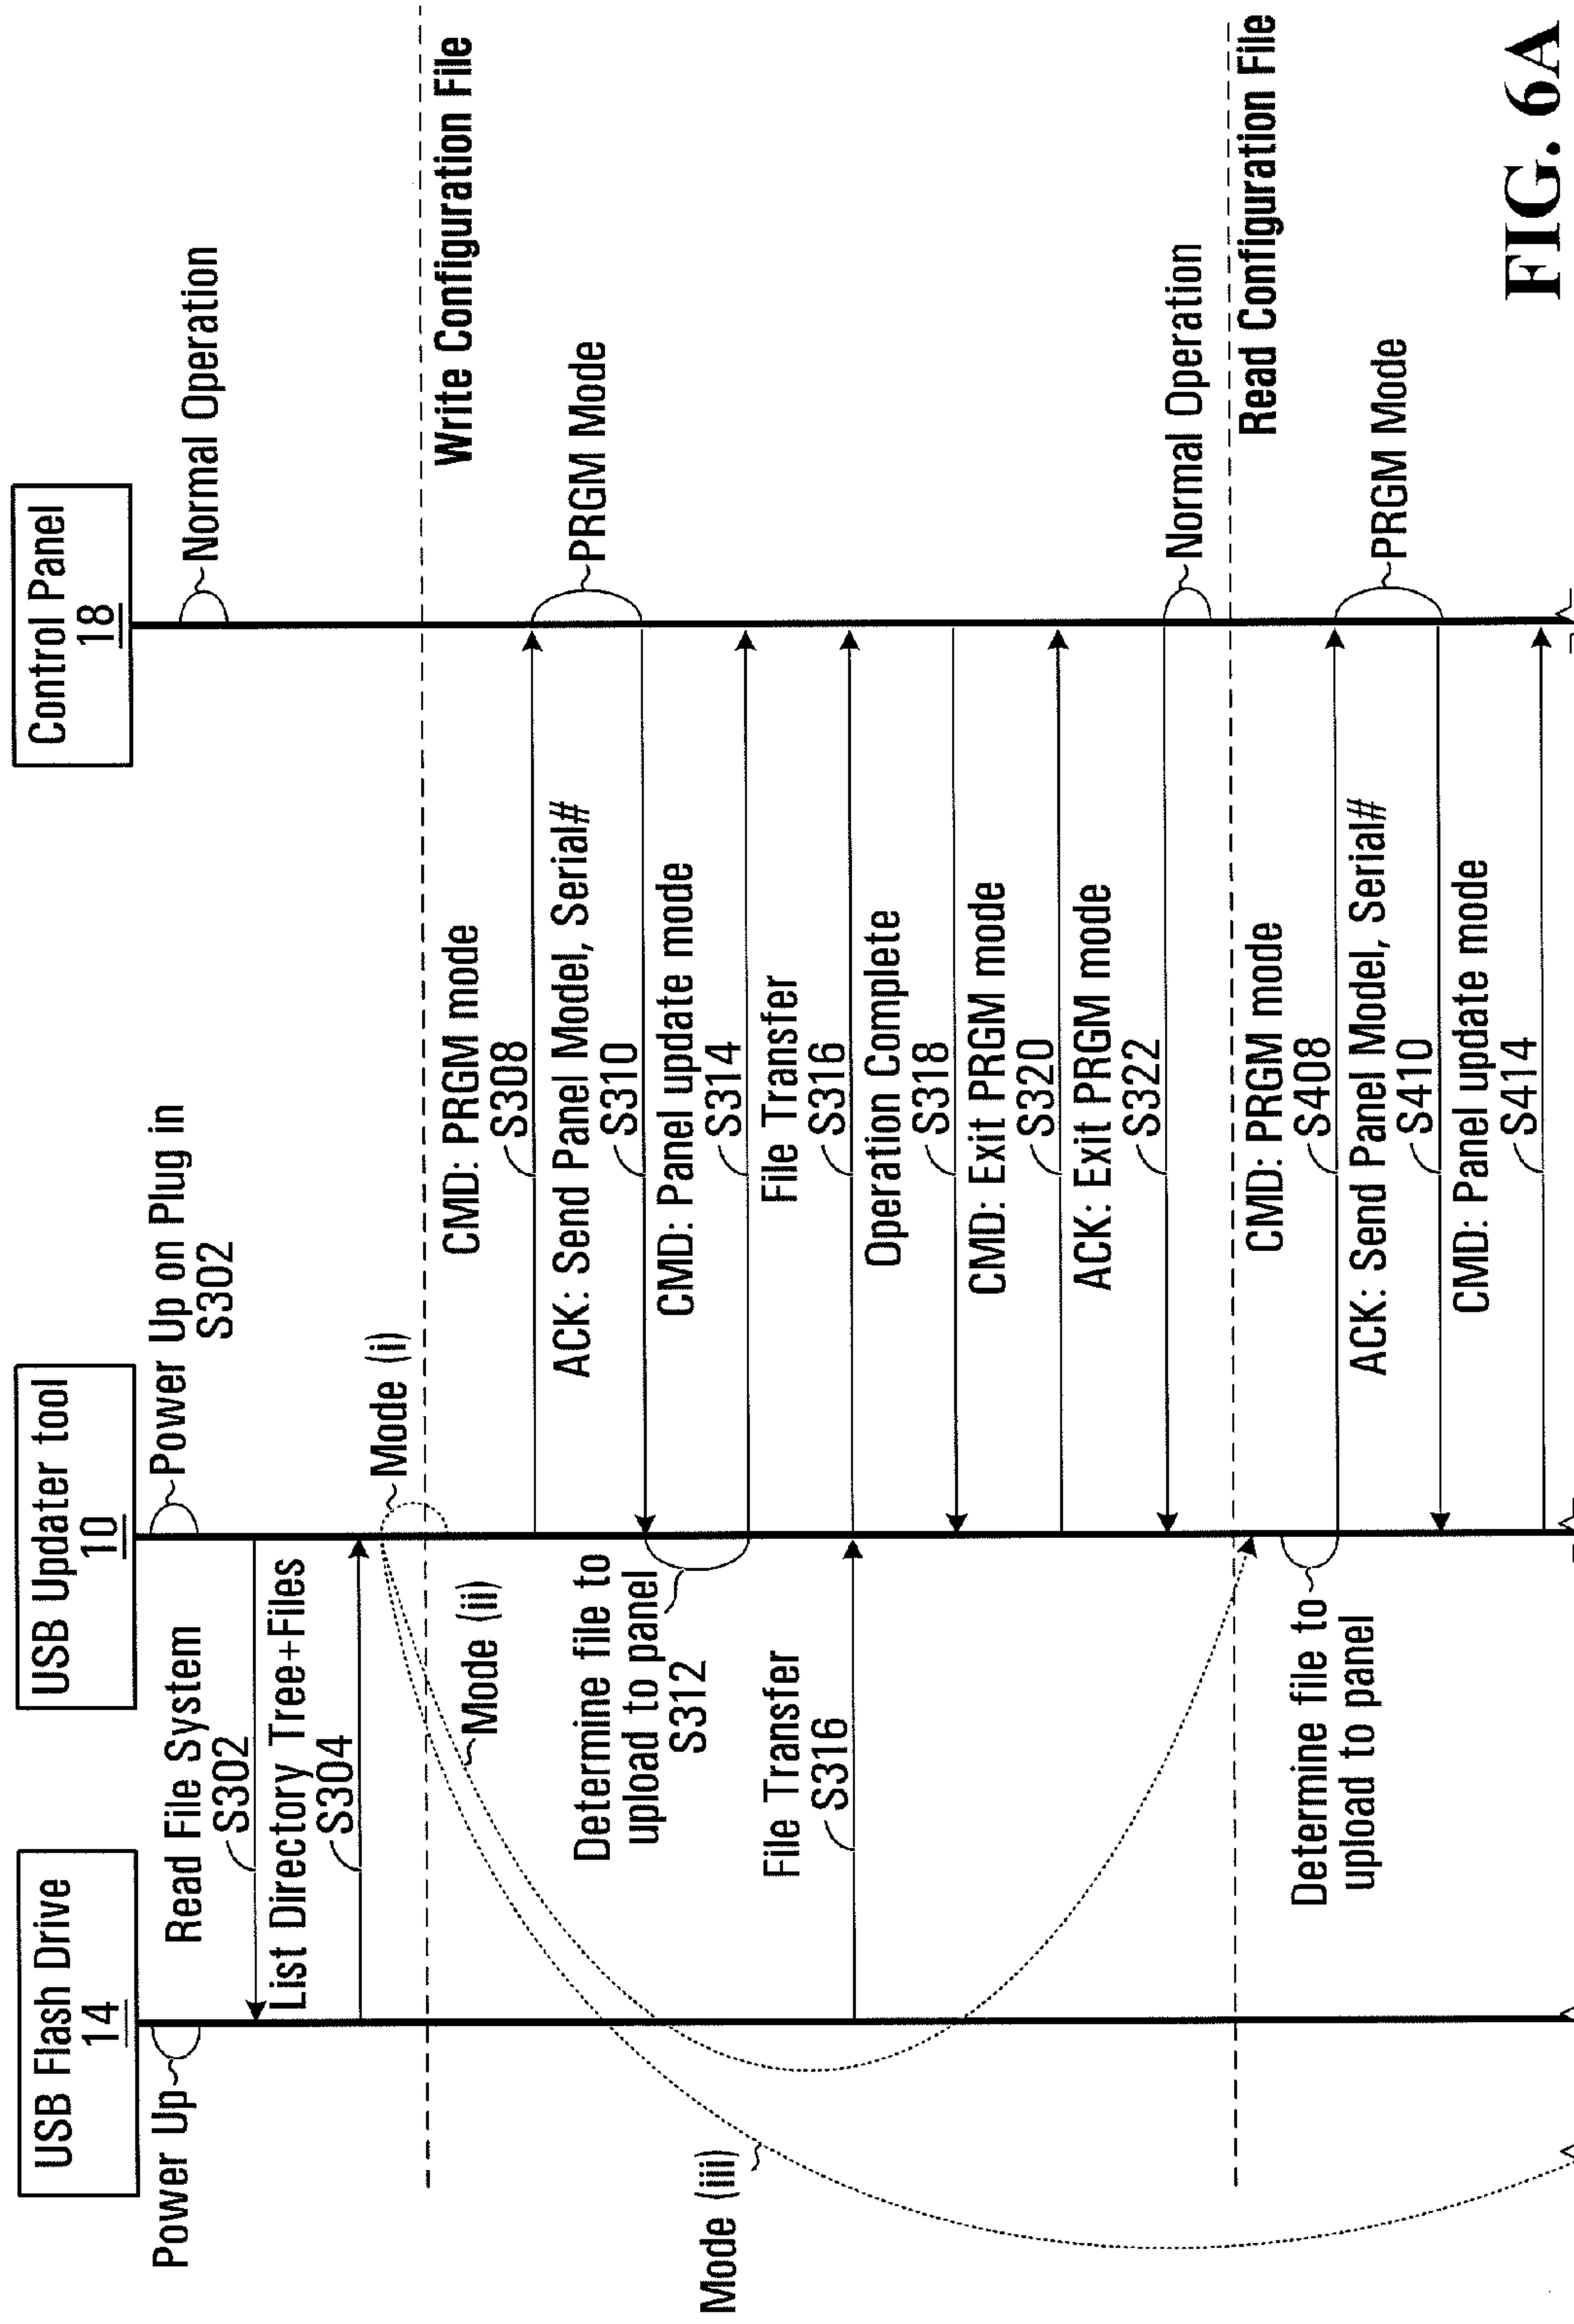 USB Flash Drive
14
USB Updater tool
10
Control Panel
18
Power Up
Power Up on Plug in
S302
Normal Operation
Read File System
S302
List Directory Tree+Files
S304
Mode (i)
Write Configuration File
Mode (ii)
CMD: PRGM mode
S308
PRGM Mode
ACK: Send Panel Model, Serial#
S310
Determine file to
upload to panel
S312
CMD: Panel update mode
S314
Mode (iii)
File Transfer
S316
File Transfer
S316
Operation Complete
S318
CMD: Exit PRGM mode
S320
ACK: Exit PRGM mode
S322
Normal Operation
Read Configuration File
CMD: PRGM mode
S408
Determine file to
upload to panel
PRGM Mode
ACK: Send Panel Model, Serial#
S410
CMD: Panel update mode
S414
FIG. 6A